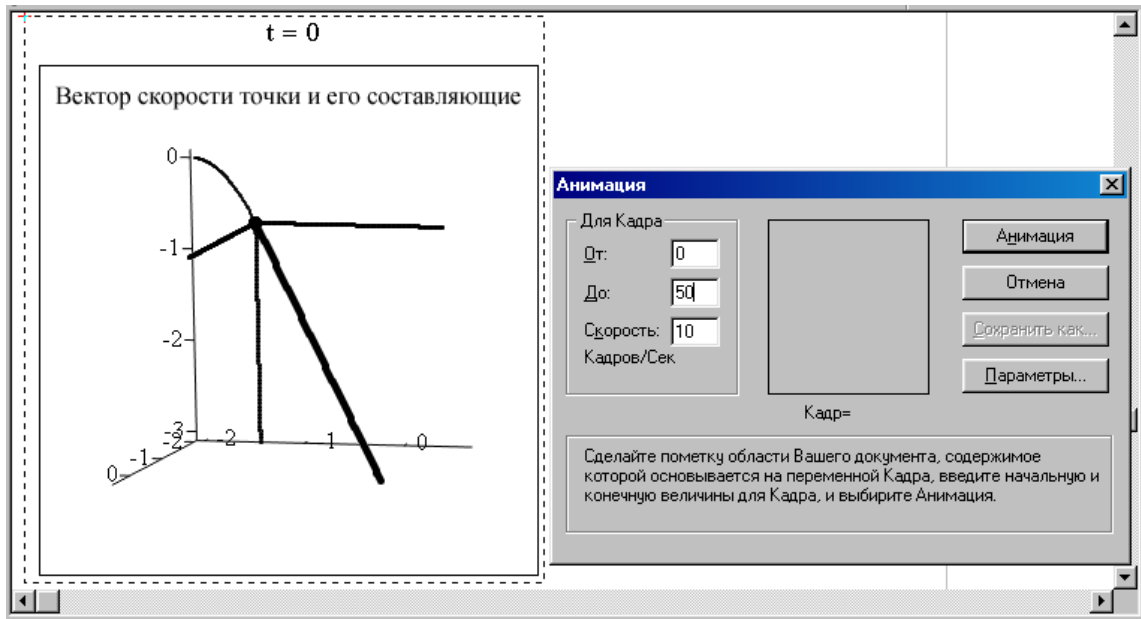 t = 0
Вектор скорости точки и его составляющие
0
-1
-2
-3
-2
-1
0
-2
-1
0
Анимация
Для Кадра
От: 0
До: 50
Скорость: 10
Кадров/Сек
Кадр=
Анимация
Отмена
Сохранить как...
Параметры...
Сделайте пометку области Вашего документа, содержимое
которой основывается на переменной Кадра, введите начальную и
конечную величины для Кадра, и выбирите Анимация.